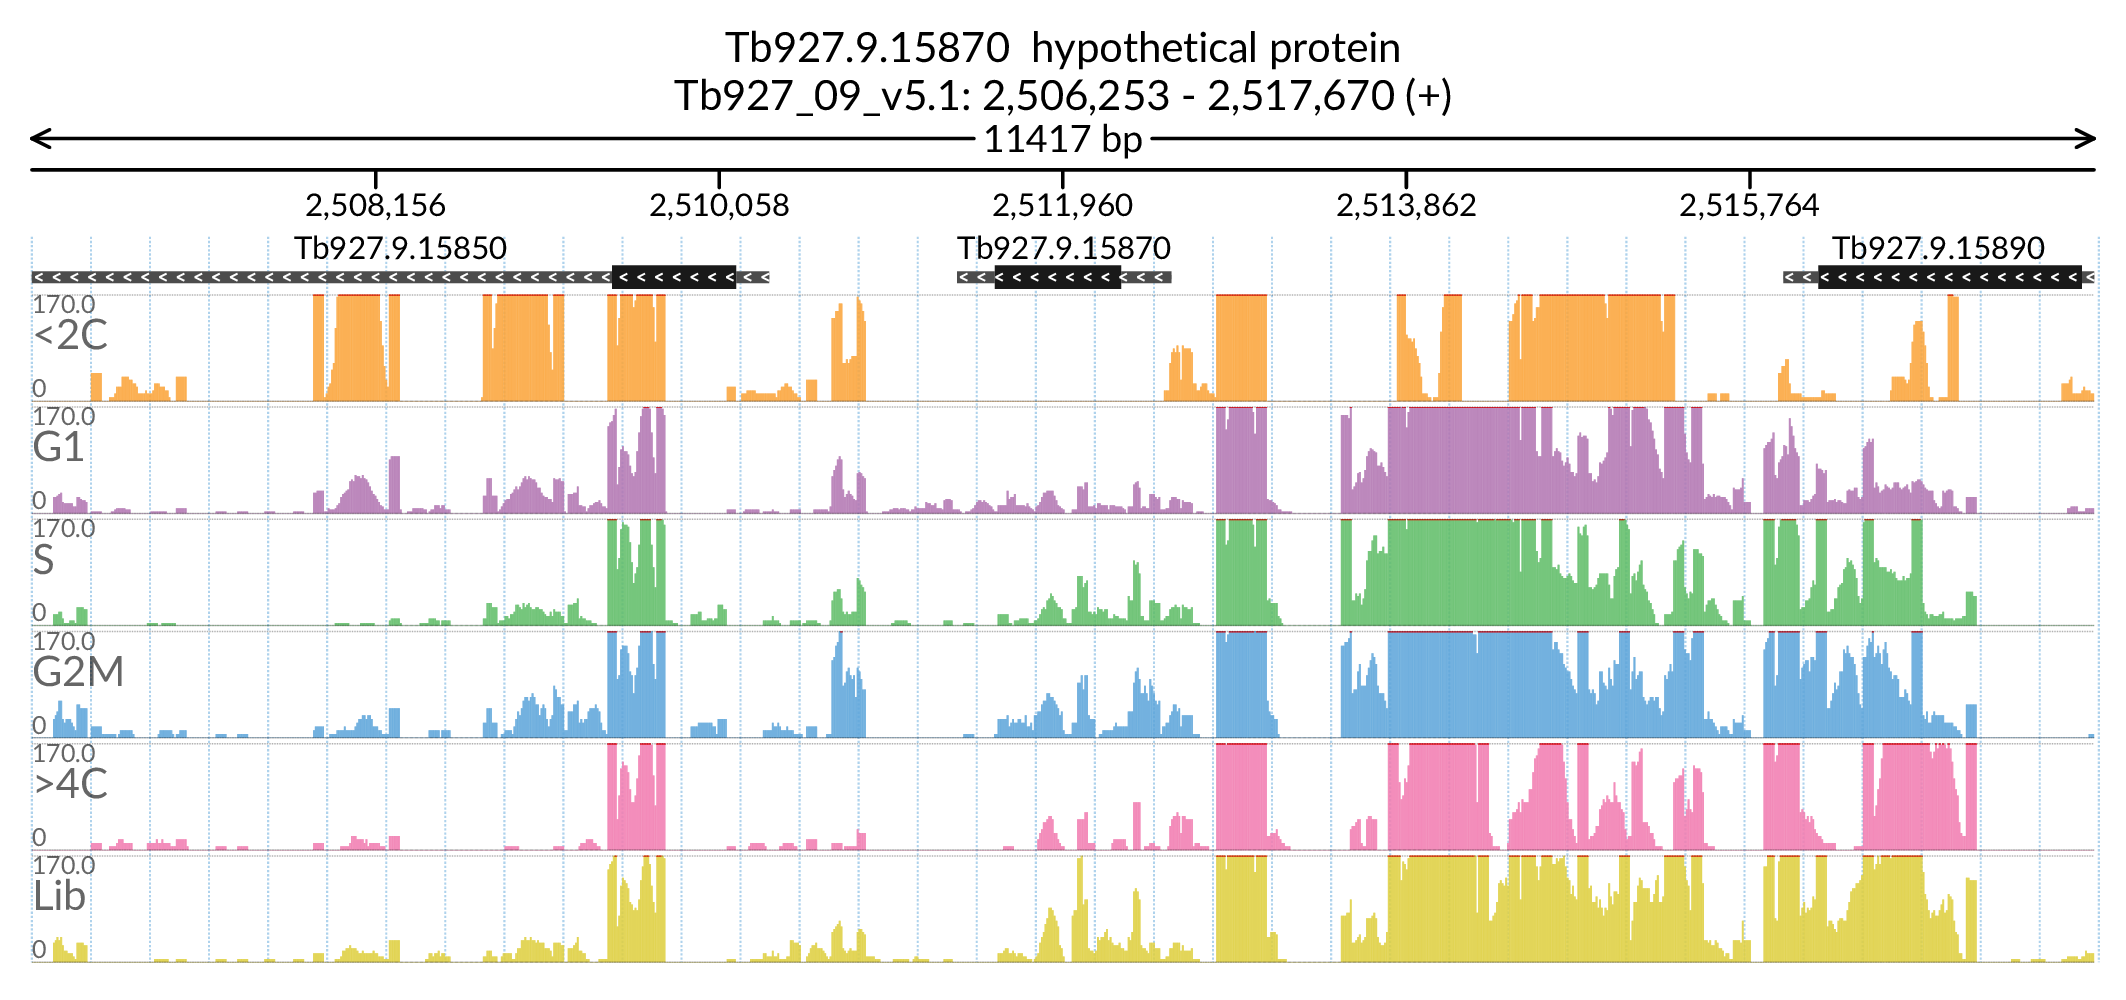 Tb927.9.15870 hypothetical protein
Tb927_09_v5.1: 2,506,253 - 2,517,670 (+)
11417 bp
2,508,156 2,510,058 2,511,960 2,513,862 2,515,764
Tb927.9.15850 Tb927.9.15870 Tb927.9.15890
170.0
<2C
0
170.0
G1
0
170.0
S
0
170.0
G2M
0
170.0
>4C
0
170.0
Lib
0